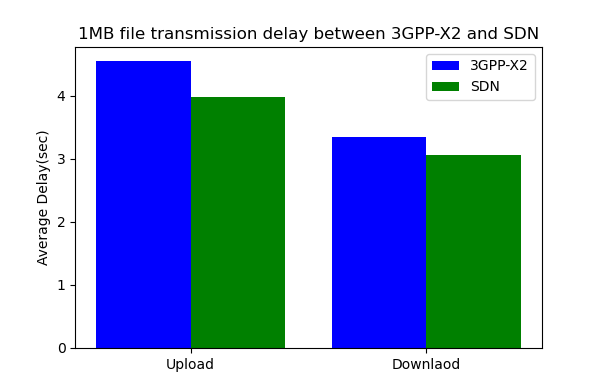 1MB file transmission delay between 3GPP-X2 and SDN
3GPP-X2
SDN
Average Delay(sec)
4
3
2
1
0
Upload
Downlaod